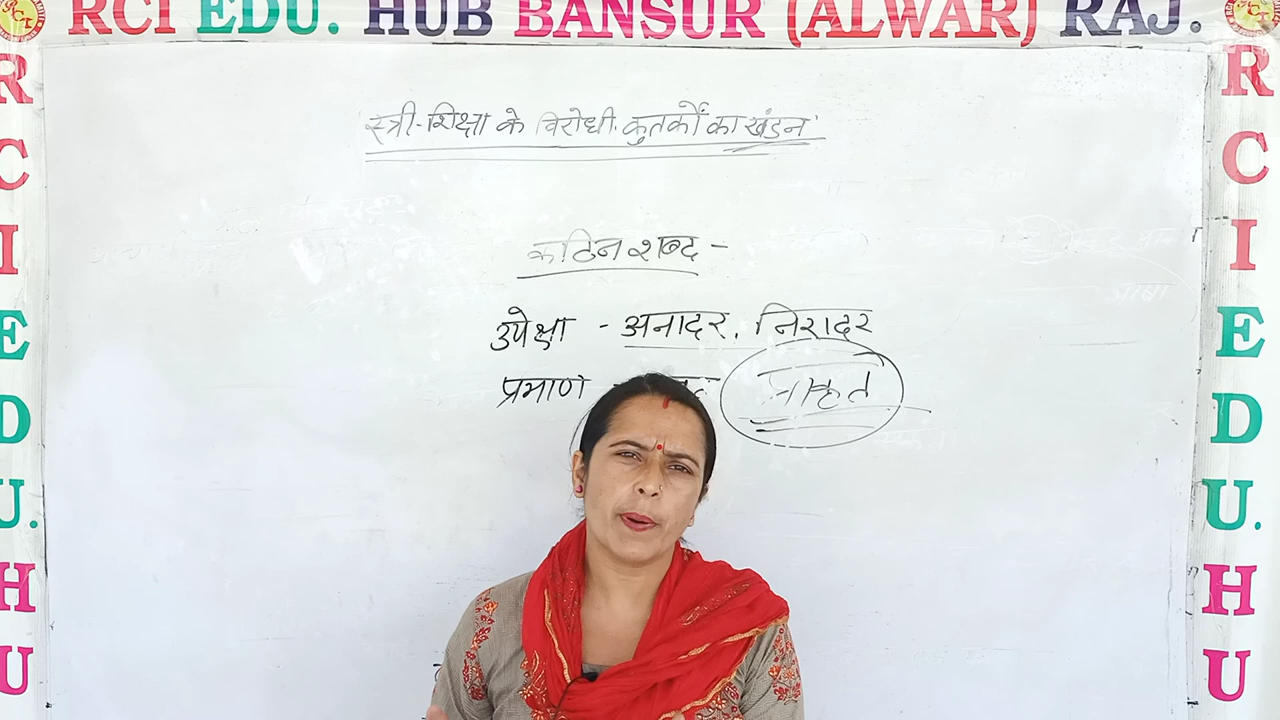 RCI EDU. HUB BANSUR (ALWAR) RAJ.
स्त्री-शिक्षा के विरोधी कुतर्कों का खंडन
कठिन शब्द -
उपेक्षा - अनादर, निरादर
प्रमाण -
R C I E D U. H U
R C I E D U. H U